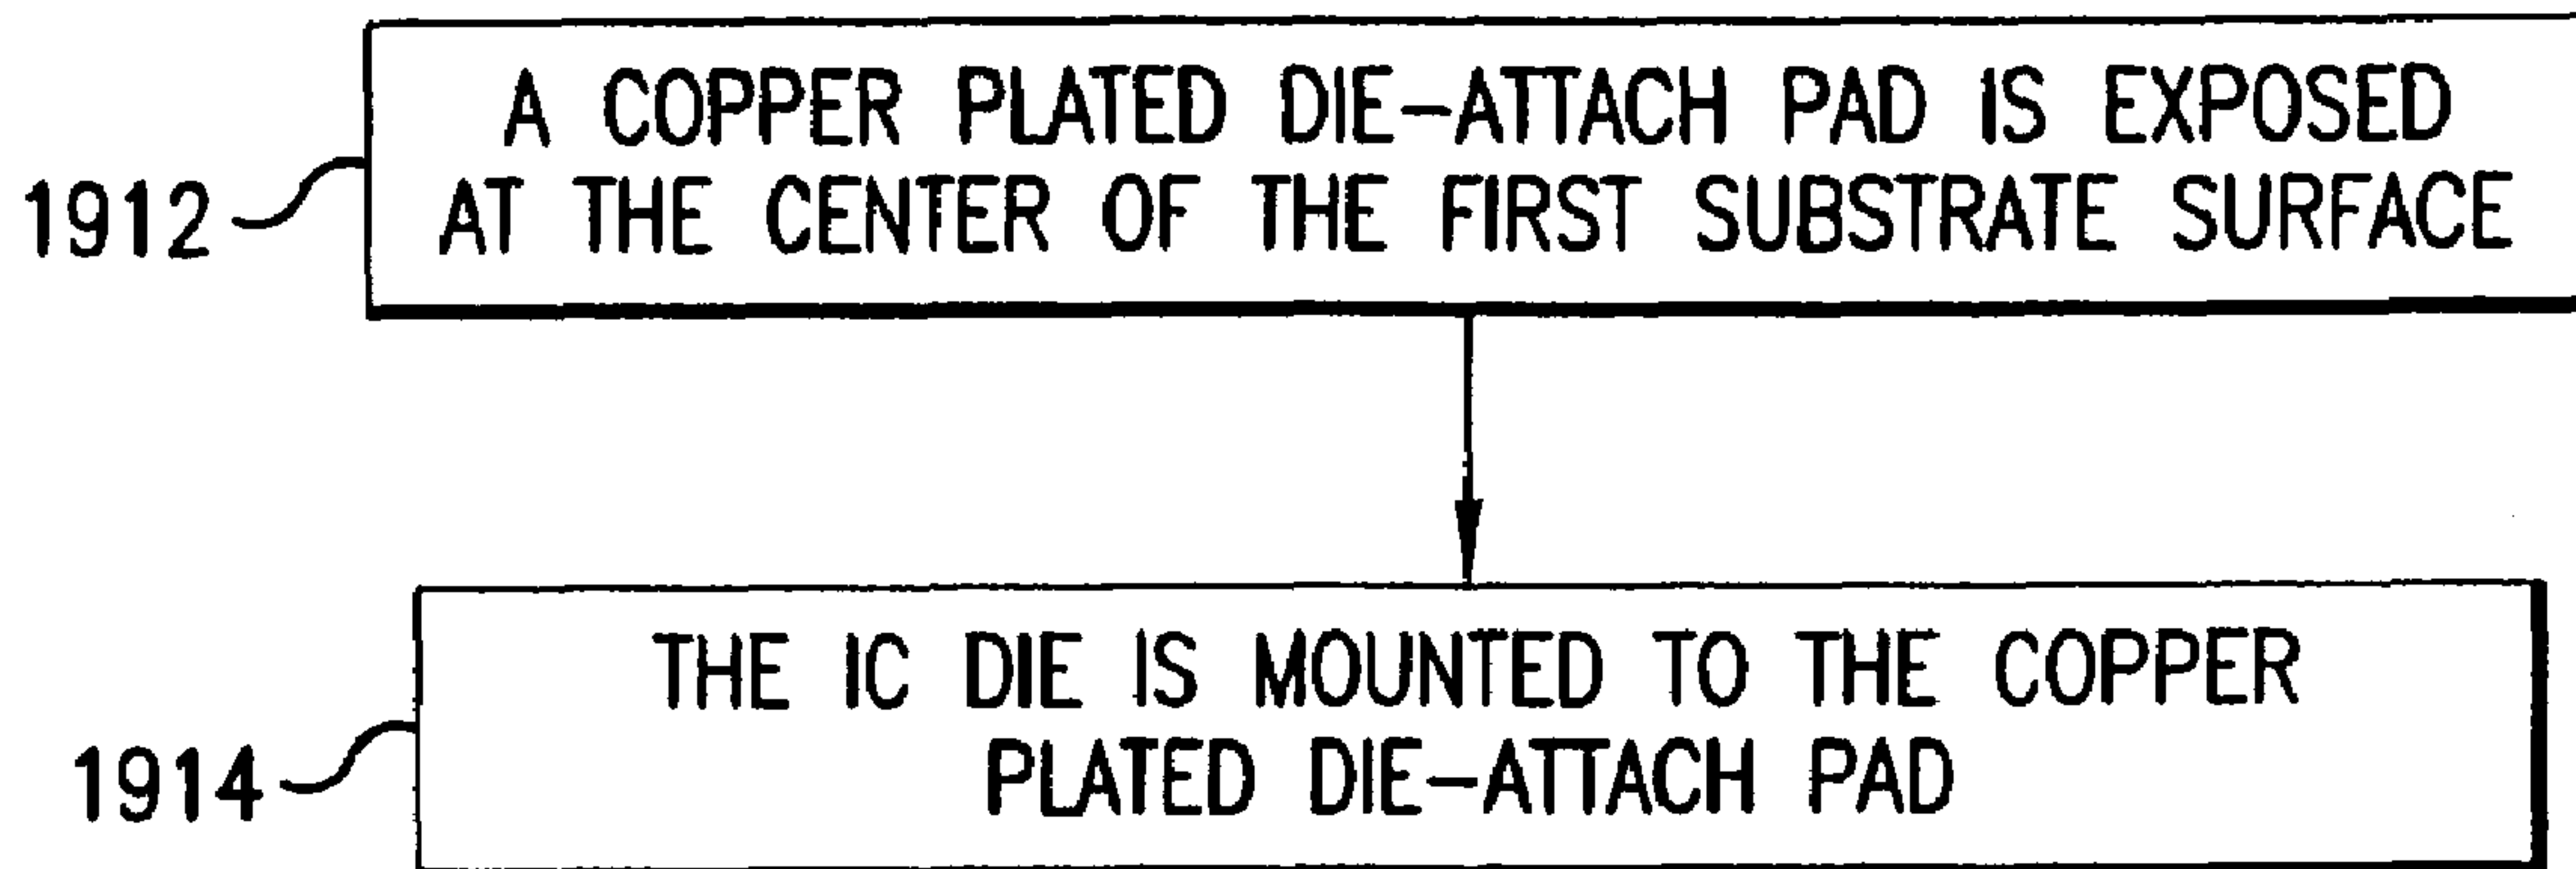 1912
A COPPER PLATED DIE-ATTACH PAD IS EXPOSED
AT THE CENTER OF THE FIRST SUBSTRATE SURFACE
1914
THE IC DIE IS MOUNTED TO THE COPPER
PLATED DIE-ATTACH PAD